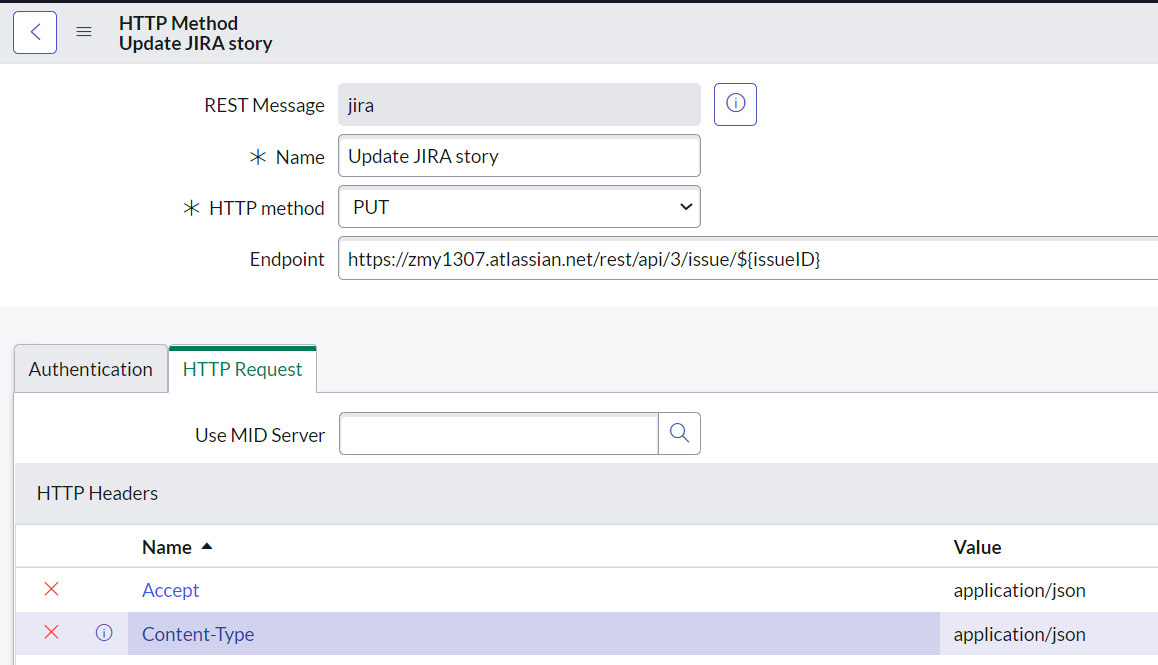 HTTP Method
Update JIRA story
REST Message jira
Name Update JIRA story
HTTP method PUT
Endpoint https://zmy1307.atlassian.net/rest/api/3/issue/${issueID}
Authentication HTTP Request
Use MID Server
HTTP Headers
Name Value
Accept application/json
Content-Type application/json